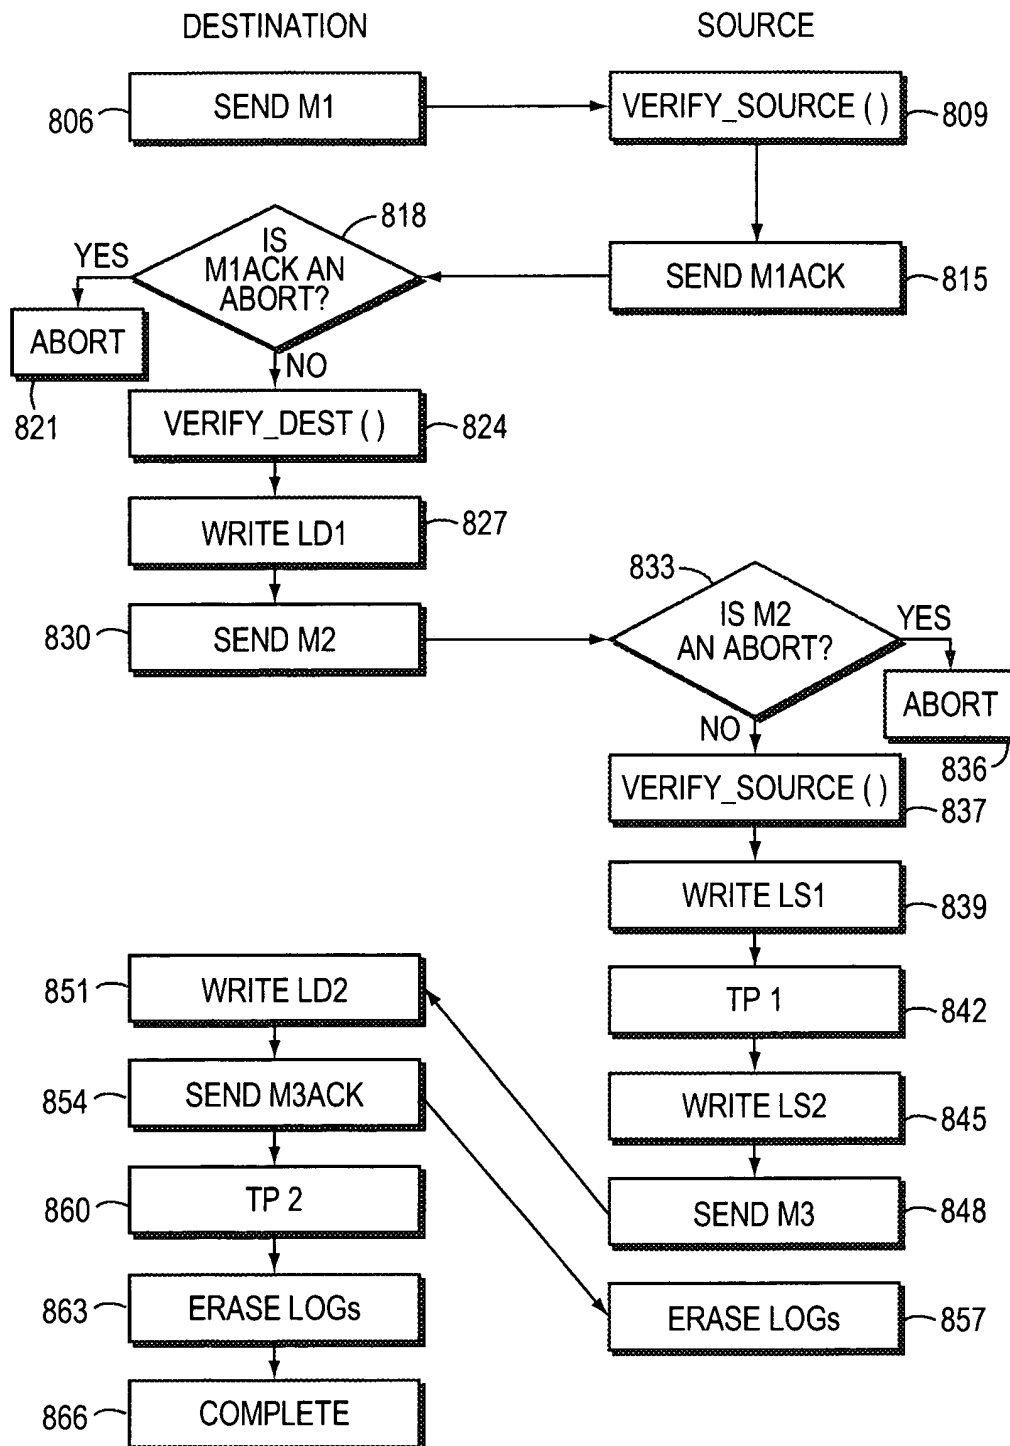 DESTINATION
SOURCE
SEND M1
806
VERIFY_SOURCE ( )
809
818
YES
IS
M1ACK AN
ABORT?
SEND M1ACK
815
ABORT
NO
821
VERIFY_DEST ( )
824
WRITE LD1
827
833
830
SEND M2
IS M2
AN ABORT?
YES
ABORT
NO
836
VERIFY_SOURCE ( )
837
WRITE LS1
839
851
WRITE LD2
TP 1
842
854
SEND M3ACK
WRITE LS2
845
860
TP 2
SEND M3
848
863
ERASE LOGs
ERASE LOGs
857
866
COMPLETE